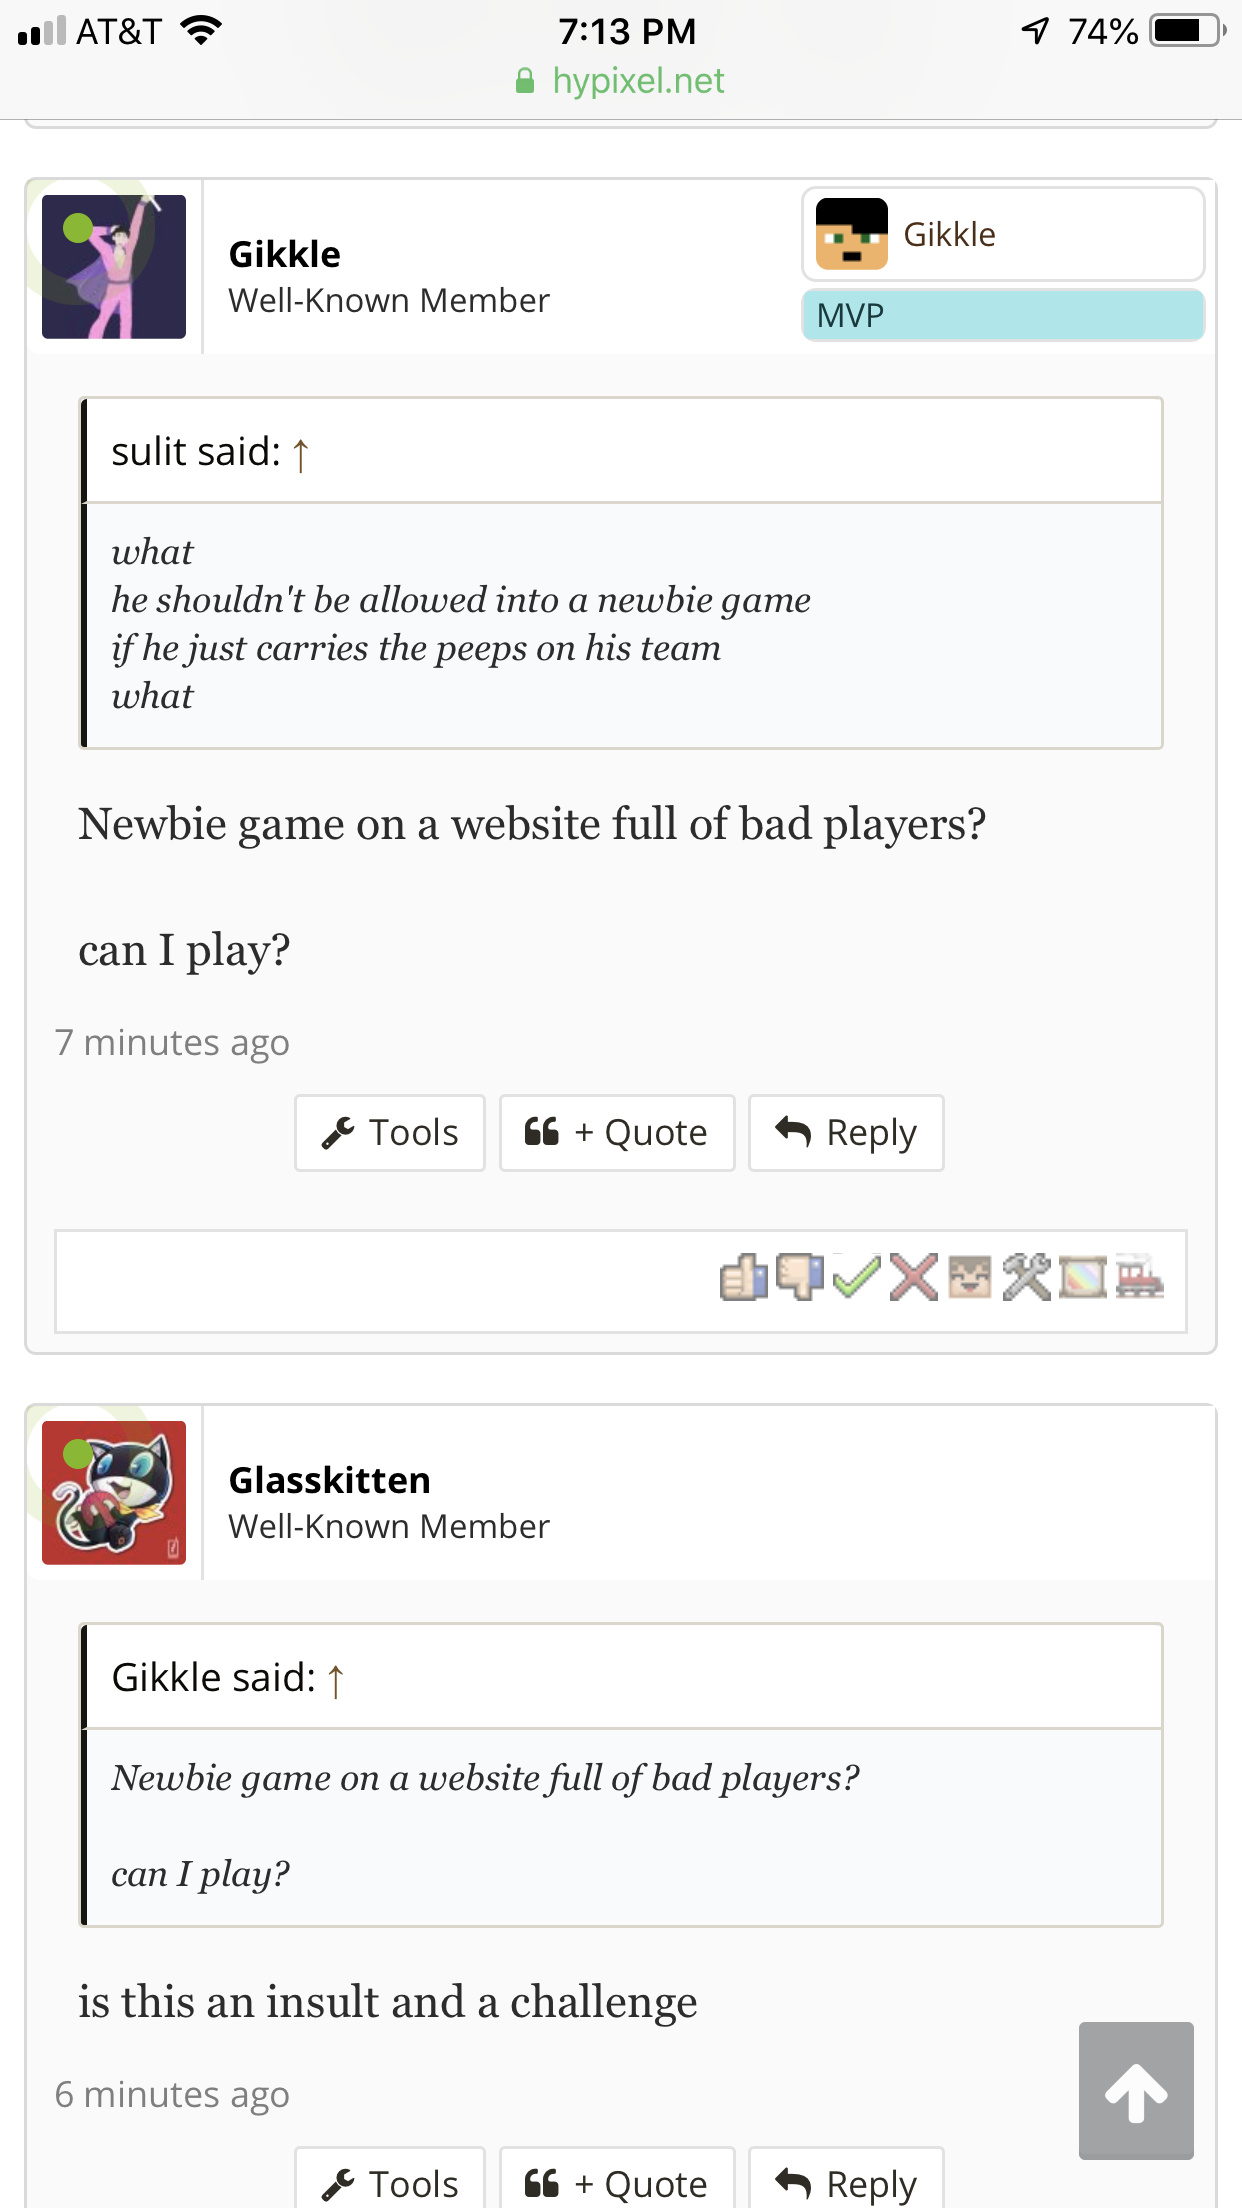 AT&T 7:13 PM 74%
hypixel.net
Gikkle
Well-Known Member
Gikkle
MVP
sulit said: ↑
what
he shouldn't be allowed into a newbie game
if he just carries the peeps on his team
what
Newbie game on a website full of bad players?
can I play?
7 minutes ago
Tools + Quote Reply
Glasskitten
Well-Known Member
Gikkle said: ↑
Newbie game on a website full of bad players?
can I play?
is this an insult and a challenge
6 minutes ago
Tools + Quote Reply